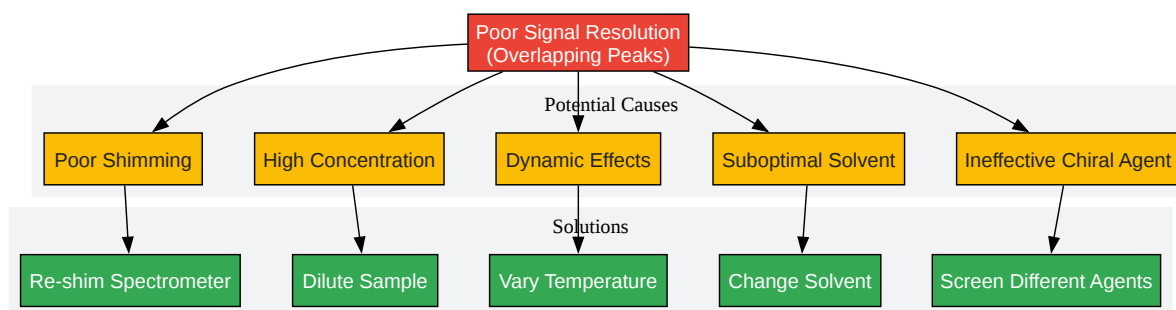 Poor Signal Resolution
(Overlapping Peaks)
Potential Causes
Poor Shimming
High Concentration
Dynamic Effects
Suboptimal Solvent
Ineffective Chiral Agent
Solutions
Re-shim Spectrometer
Dilute Sample
Vary Temperature
Change Solvent
Screen Different Agents